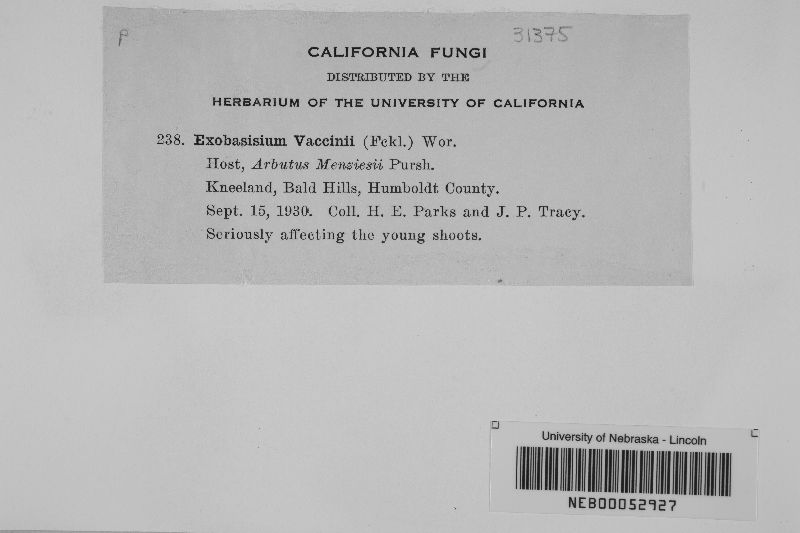 P
31375
CALIFORNIA FUNGI
DISTRIBUTED BY THE
HERBARIUM OF THE UNIVERSITY OF CALIFORNIA
238. Exobasisium Vaccinii (Fckl.) Wor.
Host, Arbutus Menziesii Pursh.
Kneeland, Bald Hills, Humboldt County.
Sept. 15, 1930. Coll. H. E. Parks and J. P. Tracy.
Seriously affecting the young shoots.
University of Nebraska - Lincoln
NEB00052927